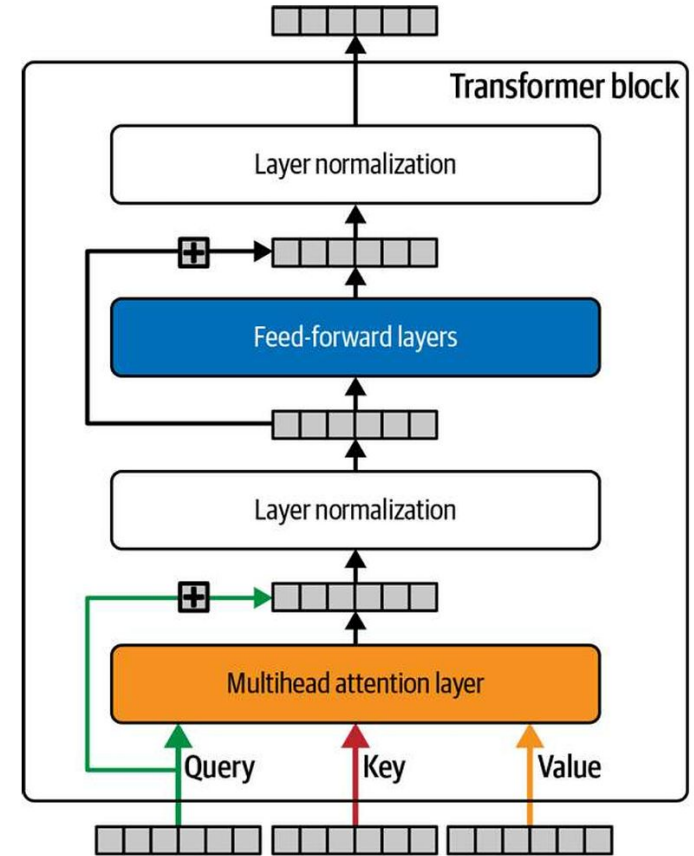 Transformer block
Layer normalization
+
Feed-forward layers
Layer normalization
+
Multihead attention layer
Query
Key
Value